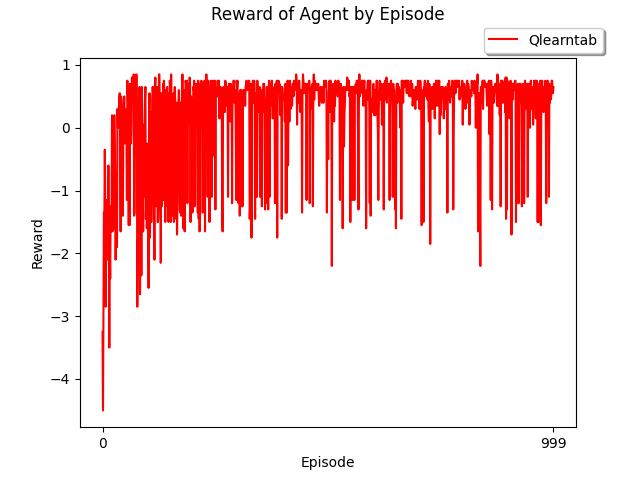 Reward of Agent by Episode
Qlearntab
1
0
−1
−2
−3
−4
Reward
0
999
Episode